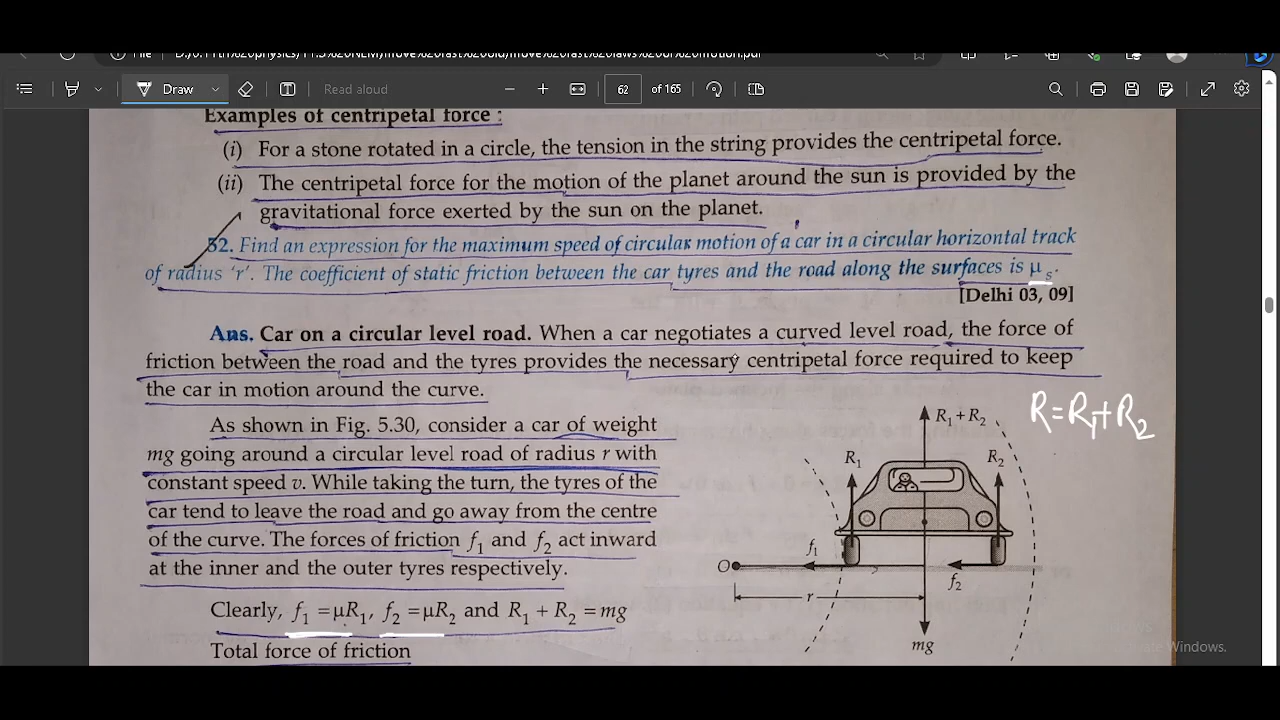 File
move%20fast%20laws%20of%20motion.pdf
Draw
Read aloud
62
of 165
Examples of centripetal force :
(i) For a stone rotated in a circle, the tension in the string provides the centripetal force.
(ii) The centripetal force for the motion of the planet around the sun is provided by the
gravitational force exerted by the sun on the planet.
52. Find an expression for the maximum speed of circular motion of a car in a circular horizontal track
of radius 'r'. The coefficient of static friction between the car tyres and the road along the surfaces is μs.
[Delhi 03, 09]
Ans. Car on a circular level road. When a car negotiates a curved level road, the force of
friction between the road and the tyres provides the necessary centripetal force required to keep
the car in motion around the curve.
As shown in Fig. 5.30, consider a car of weight
mg going around a circular level road of radius r with
constant speed v. While taking the turn, the tyres of the
car tend to leave the road and go away from the centre
of the curve. The forces of friction f1 and f2 act inward
at the inner and the outer tyres respectively.
Clearly, f1 = μR1, f2 = μR2 and R1 + R2 = mg
Total force of friction
R1 + R2
R=R1+R2
R1
R2
f1
O
f2
r
mg
ate Windows.